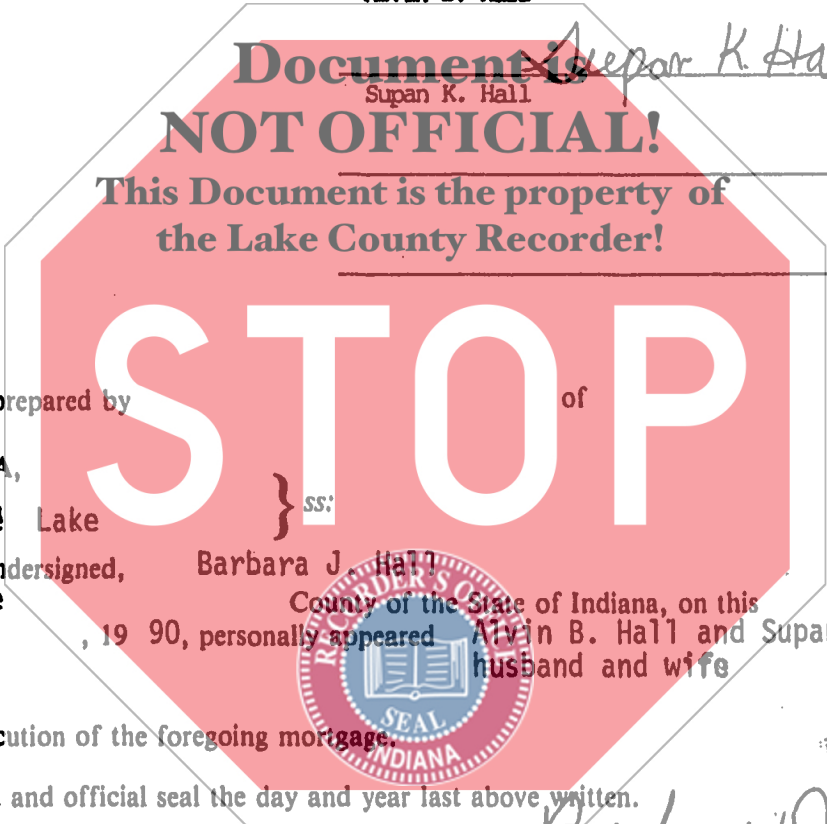 Supan K. Ha
Document is
Supan K. Hall
NOT OFFICIAL!
This Document is the property of
the Lake County Recorder!
STOP
prepared by of
A,
ss:
Lake
ndersigned, Barbara J. Hall
County of the State of Indiana, on this
, 19 90, personally appeared Alvin B. Hall and Supan
husband and wife
RECORDER'S OFFICE
SEAL
INDIANA
cution of the foregoing mortgage.
and official seal the day and year last above written.